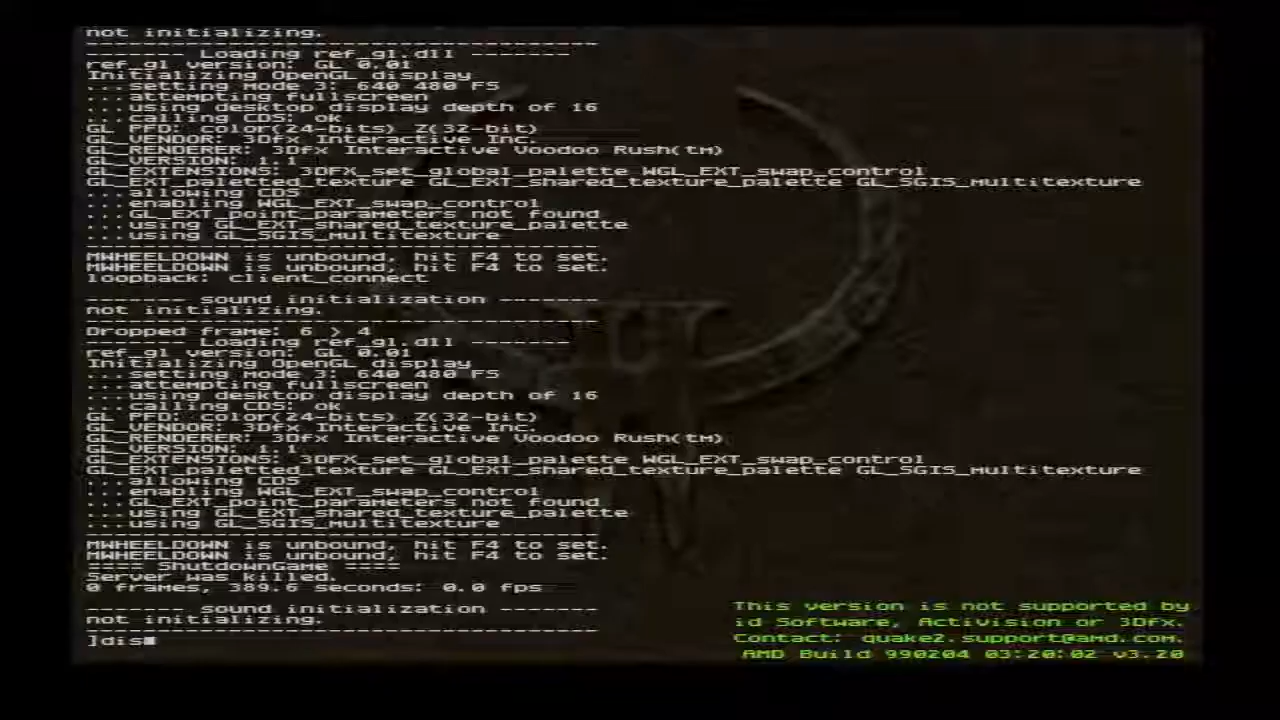 not initializing.
------------------------------------
------- Loading ref_gl.dll -------
ref_gl version: GL 0.01
Initializing OpenGL display
...setting mode 3: 640 480 FS
...attempting fullscreen
...using desktop display depth of 16
...calling CDS: ok
GL_PFD: color(24-bits) Z(32-bit)
GL_VENDOR: 3Dfx Interactive Inc.
GL_RENDERER: 3Dfx Interactive Voodoo Rush(tm)
GL_VERSION: 1.1
GL_EXTENSIONS: 3DFX_set_global_palette WGL_EXT_swap_control
GL_EXT_paletted_texture GL_EXT_shared_texture_palette GL_SGIS_multitexture
...allowing CDS
...enabling WGL_EXT_swap_control
...GL_EXT_point_parameters not found
...using GL_EXT_shared_texture_palette
...using GL_SGIS_multitexture
------------------------------------
MWHEELDOWN is unbound, hit F4 to set.
MWHEELDOWN is unbound, hit F4 to set.
loopback: client_connect
------- sound initialization -------
not initializing.
------------------------------------
Dropped frame: 6 > 4
------- Loading ref_gl.dll -------
ref_gl version: GL 0.01
Initializing OpenGL display
...setting mode 3: 640 480 FS
...attempting fullscreen
...using desktop display depth of 16
...calling CDS: ok
GL_PFD: color(24-bits) Z(32-bit)
GL_VENDOR: 3Dfx Interactive Inc.
GL_RENDERER: 3Dfx Interactive Voodoo Rush(tm)
GL_VERSION: 1.1
GL_EXTENSIONS: 3DFX_set_global_palette WGL_EXT_swap_control
GL_EXT_paletted_texture GL_EXT_shared_texture_palette GL_SGIS_multitexture
...allowing CDS
...enabling WGL_EXT_swap_control
...GL_EXT_point_parameters not found
...using GL_EXT_shared_texture_palette
...using GL_SGIS_multitexture
------------------------------------
MWHEELDOWN is unbound, hit F4 to set.
MWHEELDOWN is unbound, hit F4 to set.
==== ShutdownGame ====
Server was killed.
0 frames, 389.6 seconds: 0.0 fps
------- sound initialization -------
not initializing.
------------------------------------
]dis
This version is not supported by
id Software, Activision or 3Dfx.
Contact: quake2.support@amd.com.
AMD Build 990204 03:20:02 v3.20